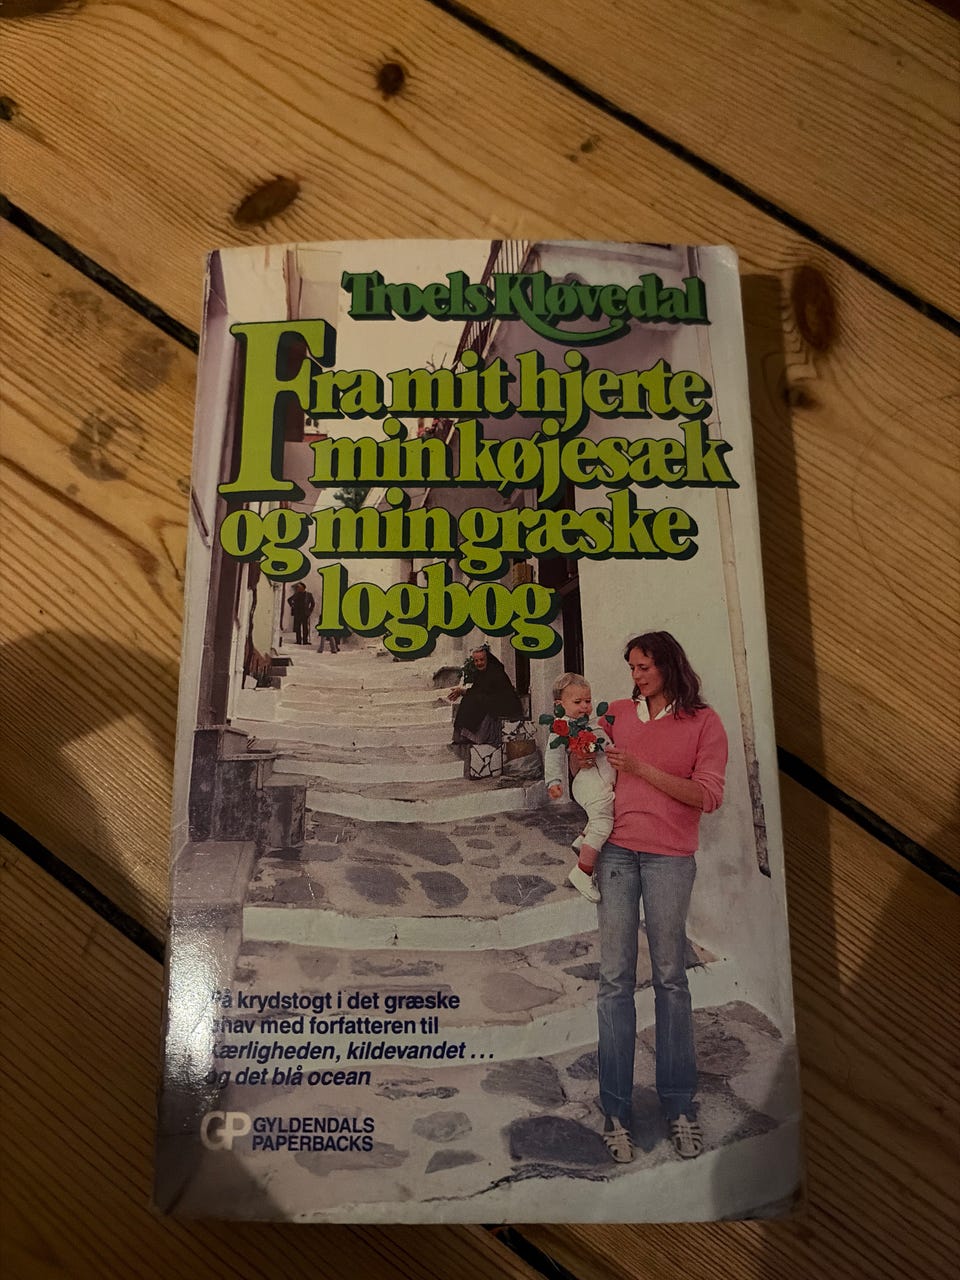 Troels Kløvedal
Fra mit hjerte
min køjesæk
og min græske
logbog
På krydstogt i det græske
øhav med forfatteren til
Kærligheden, kildevandet ...
og det blå ocean
GP GYLDENDALS
PAPERBACKS